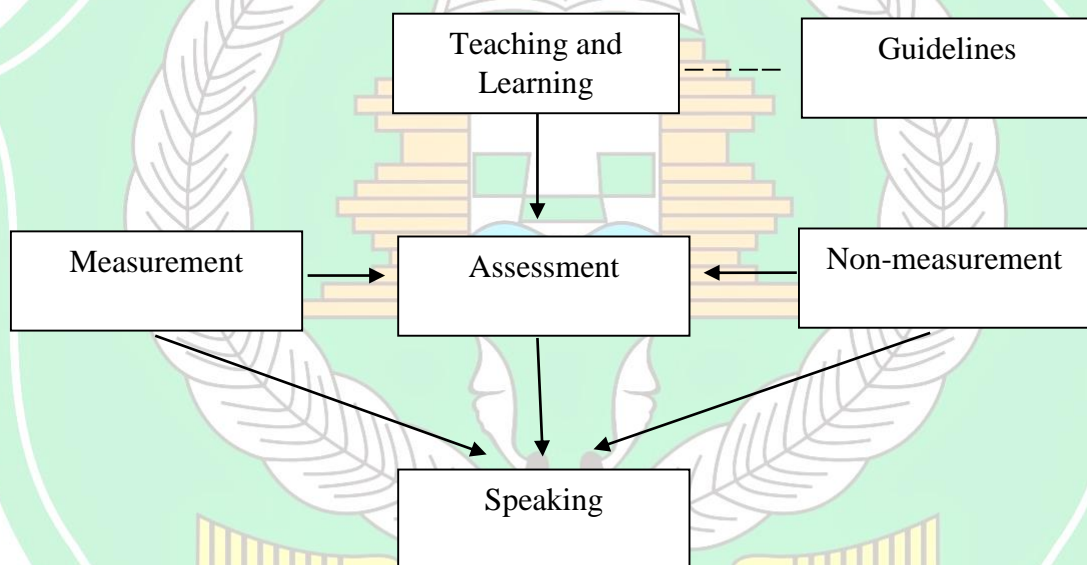 Teaching and
Learning
Guidelines
Measurement
Assessment
Non-measurement
Speaking